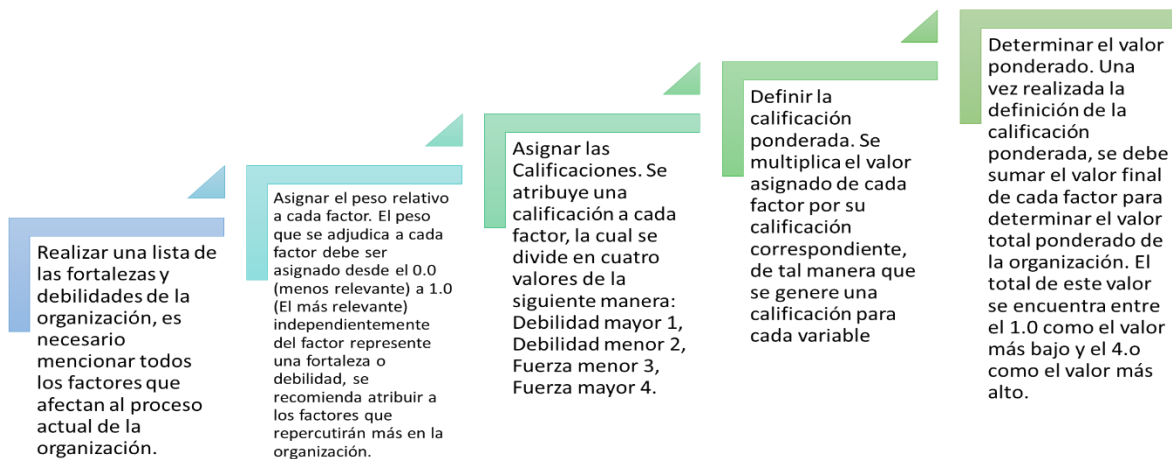 Realizar una lista de
las fortalezas y
debilidades de la
organización, es
necesario
mencionar todos
los factores que
afectan al proceso
actual de la
organización.
Asignar el peso relativo
a cada factor. El peso
que se adjudica a cada
factor debe ser
asignado desde el 0.0
(menos relevante) a 1.0
(El más relevante)
independientemente
del factor represente
una fortaleza o
debilidad, se
recomienda atribuir a
los factores que
repercutirán más en la
organización.
Asignar las
Calificaciones. Se
atribuye una
calificación a cada
factor, la cual se
divide en cuatro
valores de la
siguiente manera:
Debilidad mayor 1,
Debilidad menor 2,
Fuerza menor 3,
Fuerza mayor 4.
Definir la
calificación
ponderada. Se
multiplica el valor
asignado de cada
factor por su
calificación
correspondiente,
de tal manera que
se genere una
calificación para
cada variable
Determinar el valor
ponderado. Una
vez realizada la
definición de la
calificación
ponderada, se debe
sumar el valor final
de cada factor para
determinar el valor
total ponderado de
la organización. El
total de este valor
se encuentra entre
el 1.0 como el valor
más bajo y el 4.o
como el valor más
alto.